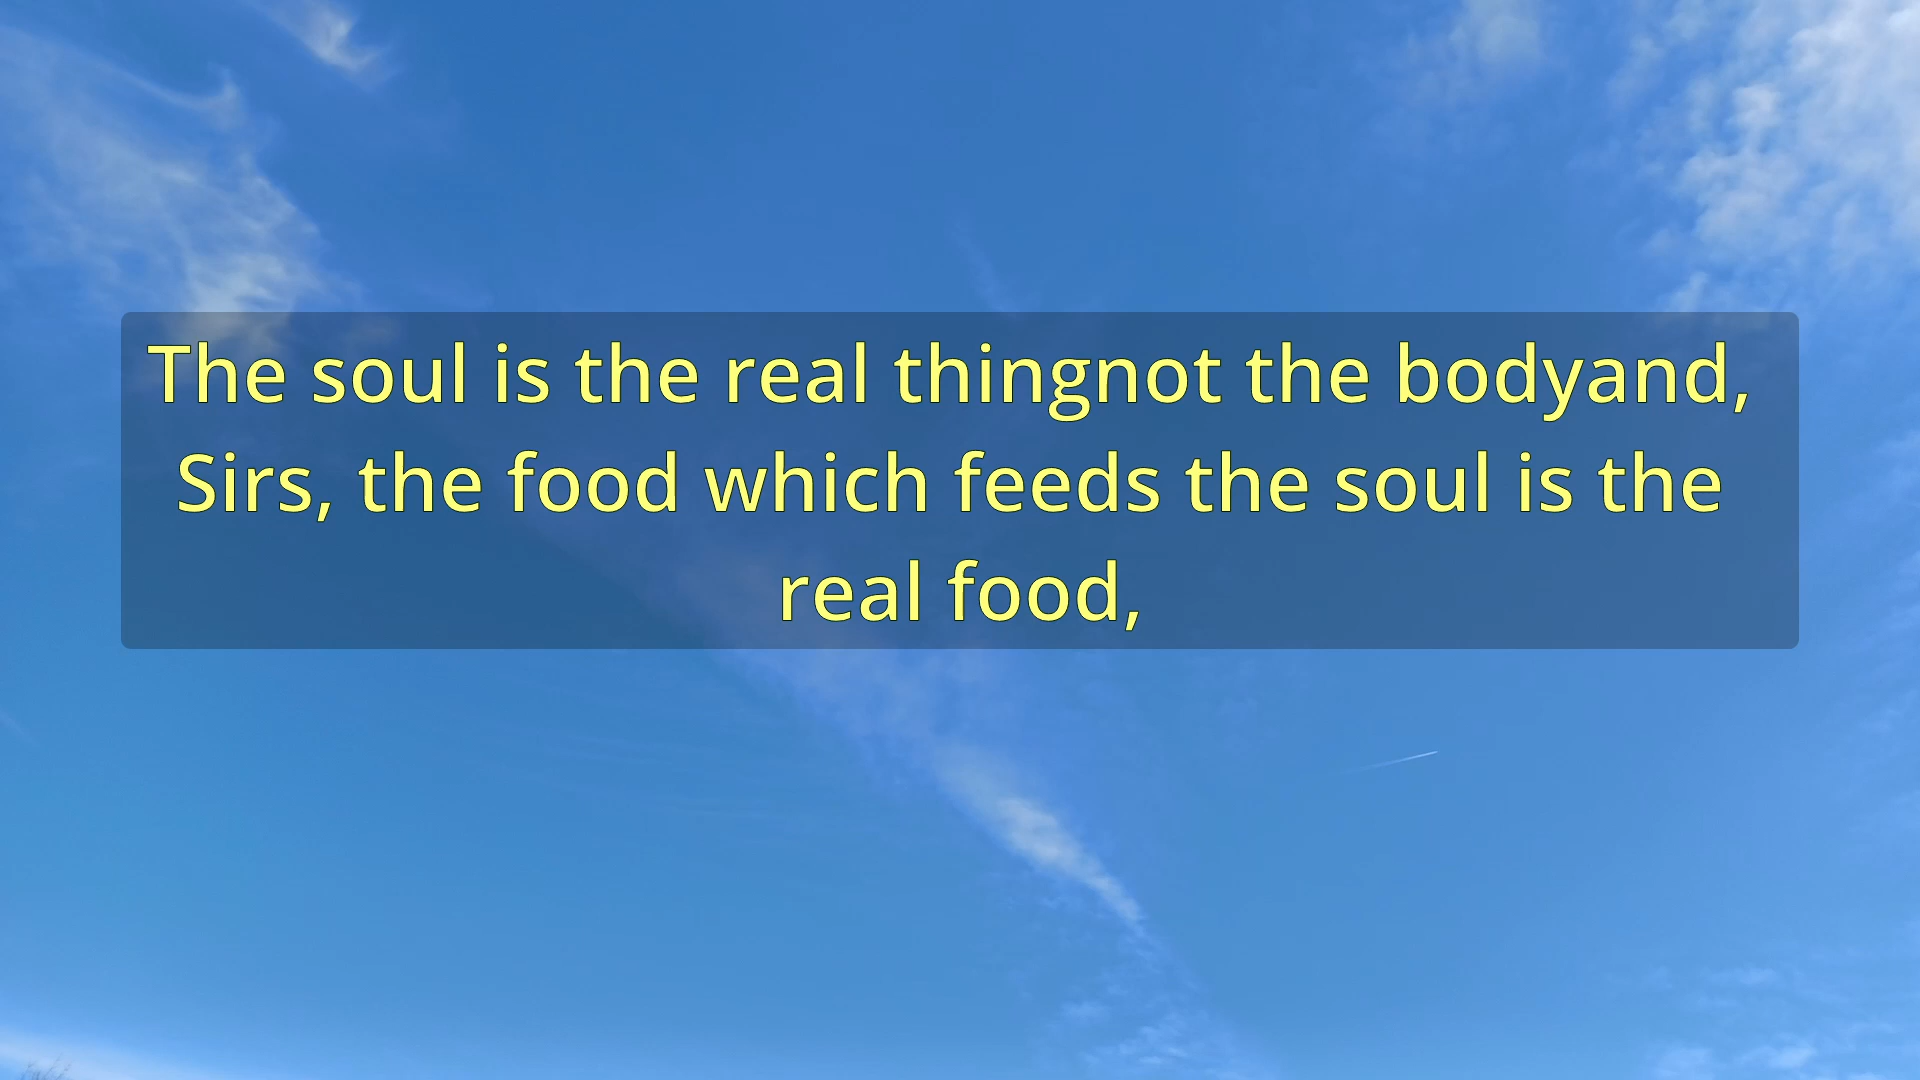 The soul is the real thingnot the bodyand,
Sirs, the food which feeds the soul is the
real food,